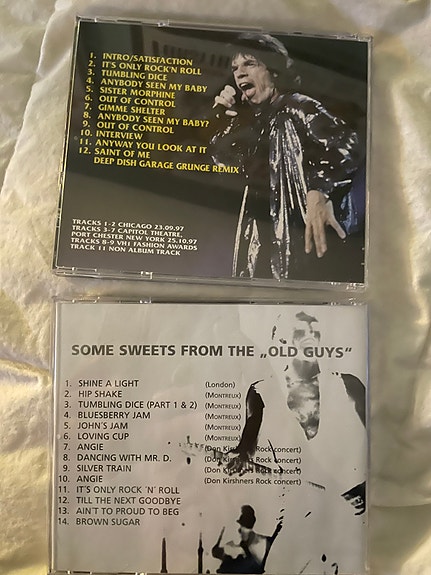 1. INTRO/SATISFACTION
2. IT'S ONLY ROCK'N ROLL
3. TUMBLING DICE
4. ANYBODY SEEN MY BABY
5. SISTER MORPHINE
6. OUT OF CONTROL
7. GIMME SHELTER
8. ANYBODY SEEN MY BABY?
9. OUT OF CONTROL
10. INTERVIEW
11. ANYWAY YOU LOOK AT IT
12. SAINT OF ME
DEEP DISH GARAGE GRUNGE REMIX
TRACKS 1-2 CHICAGO 23.09.97
TRACKS 3-7 CAPITOL THEATRE,
PORT CHESTER NEW YORK 25.10.97
TRACKS 8-9 VH1 FASHION AWARDS
TRACK 11 NON ALBUM TRACK
SOME SWEETS FROM THE „OLD GUYS"
1. SHINE A LIGHT (London)
2. HIP SHAKE (MONTREUX)
3. TUMBLING DICE (PART 1 & 2) (MONTREUX)
4. BLUESBERRY JAM (MONTREUX)
5. JOHN'S JAM (MONTREUX)
6. LOVING CUP (MONTREUX)
7. ANGIE (Don Kirshners Rock concert)
8. DANCING WITH MR. D. (Don Kirshners Rock concert)
9. SILVER TRAIN (Don Kirshners Rock concert)
10. ANGIE (Don Kirshners Rock concert)
11. IT'S ONLY ROCK 'N' ROLL
12. TILL THE NEXT GOODBYE
13. AIN'T TO PROUD TO BEG
14. BROWN SUGAR